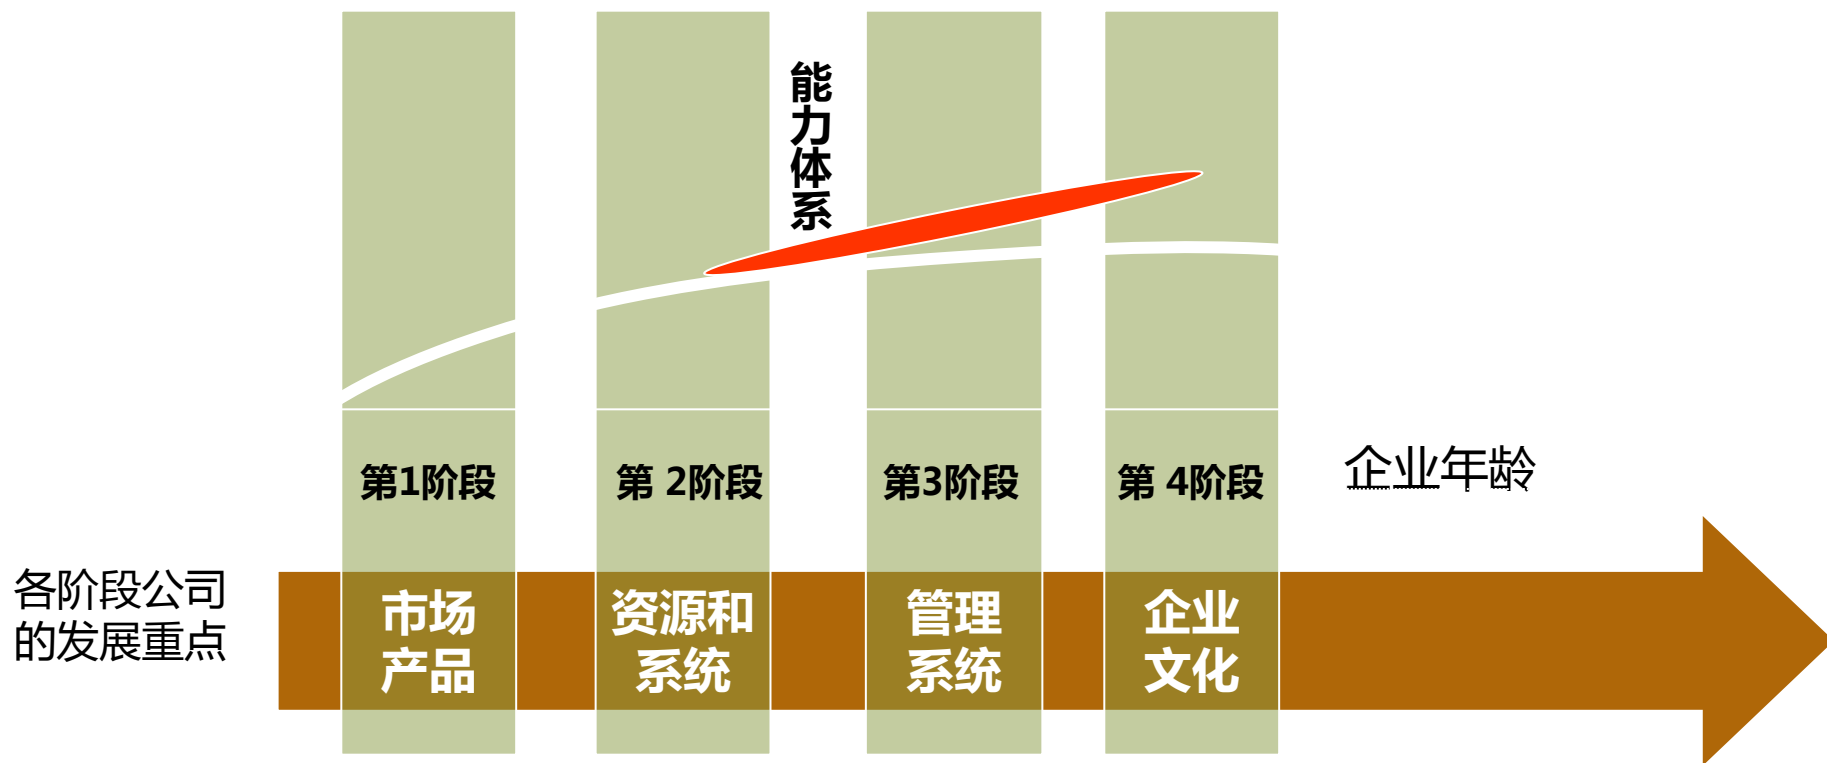 能力体系
第1阶段
第 2阶段
第3阶段
第 4阶段
企业年龄
各阶段公司
的发展重点
市场
产品
资源和
系统
管理
系统
企业
文化